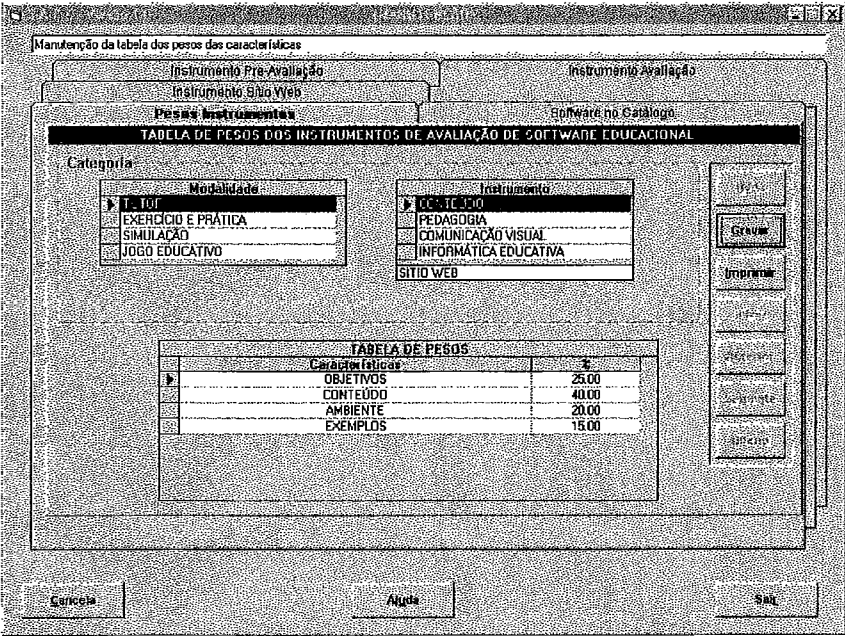 Manutenção da tabela dos pesos das características
Instrumento Pré-Avaliação
Instrumento Avaliação
Instrumento Sítio Web
Pesos Instrumentos
Software no Catálogo
TABELA DE PESOS DOS INSTRUMENTOS DE AVALIAÇÃO DE SOFTWARE EDUCACIONAL
Categoria
Modalidade
Instrumento
EXERCÍCIO E PRÁTICA
SIMULAÇÃO
JOGO EDUCATIVO
CONTEÚDO
PEDAGOGIA
COMUNICAÇÃO VISUAL
INFORMÁTICA EDUCATIVA
SITIO WEB
Gravar
Imprimir
TABELA DE PESOS
Características
OBJETIVOS 25.00
CONTEÚDO 40.00
AMBIENTE 20.00
EXEMPLOS 15.00
Cancela
Ajuda
Sair